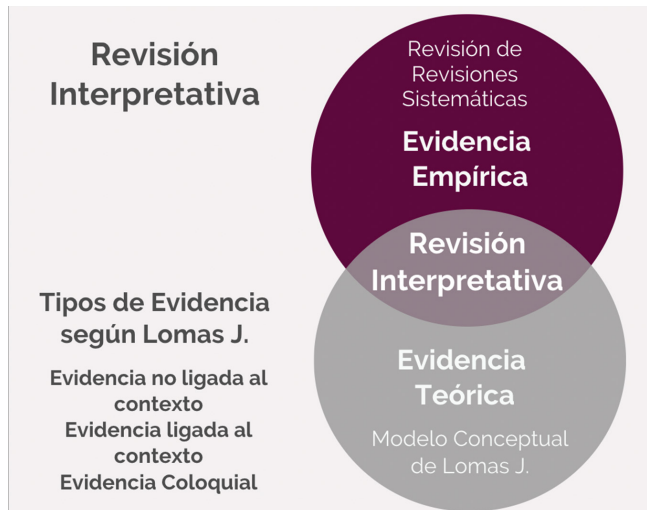 Revisión
Interpretativa
Revisión de
Revisiones
Sistemáticas
Evidencia
Empírica
Revisión
Interpretativa
Evidencia
Teórica
Modelo Conceptual
de Lomas J.
Tipos de Evidencia
según Lomas J.
Evidencia no ligada al
contexto
Evidencia ligada al
contexto
Evidencia Coloquial